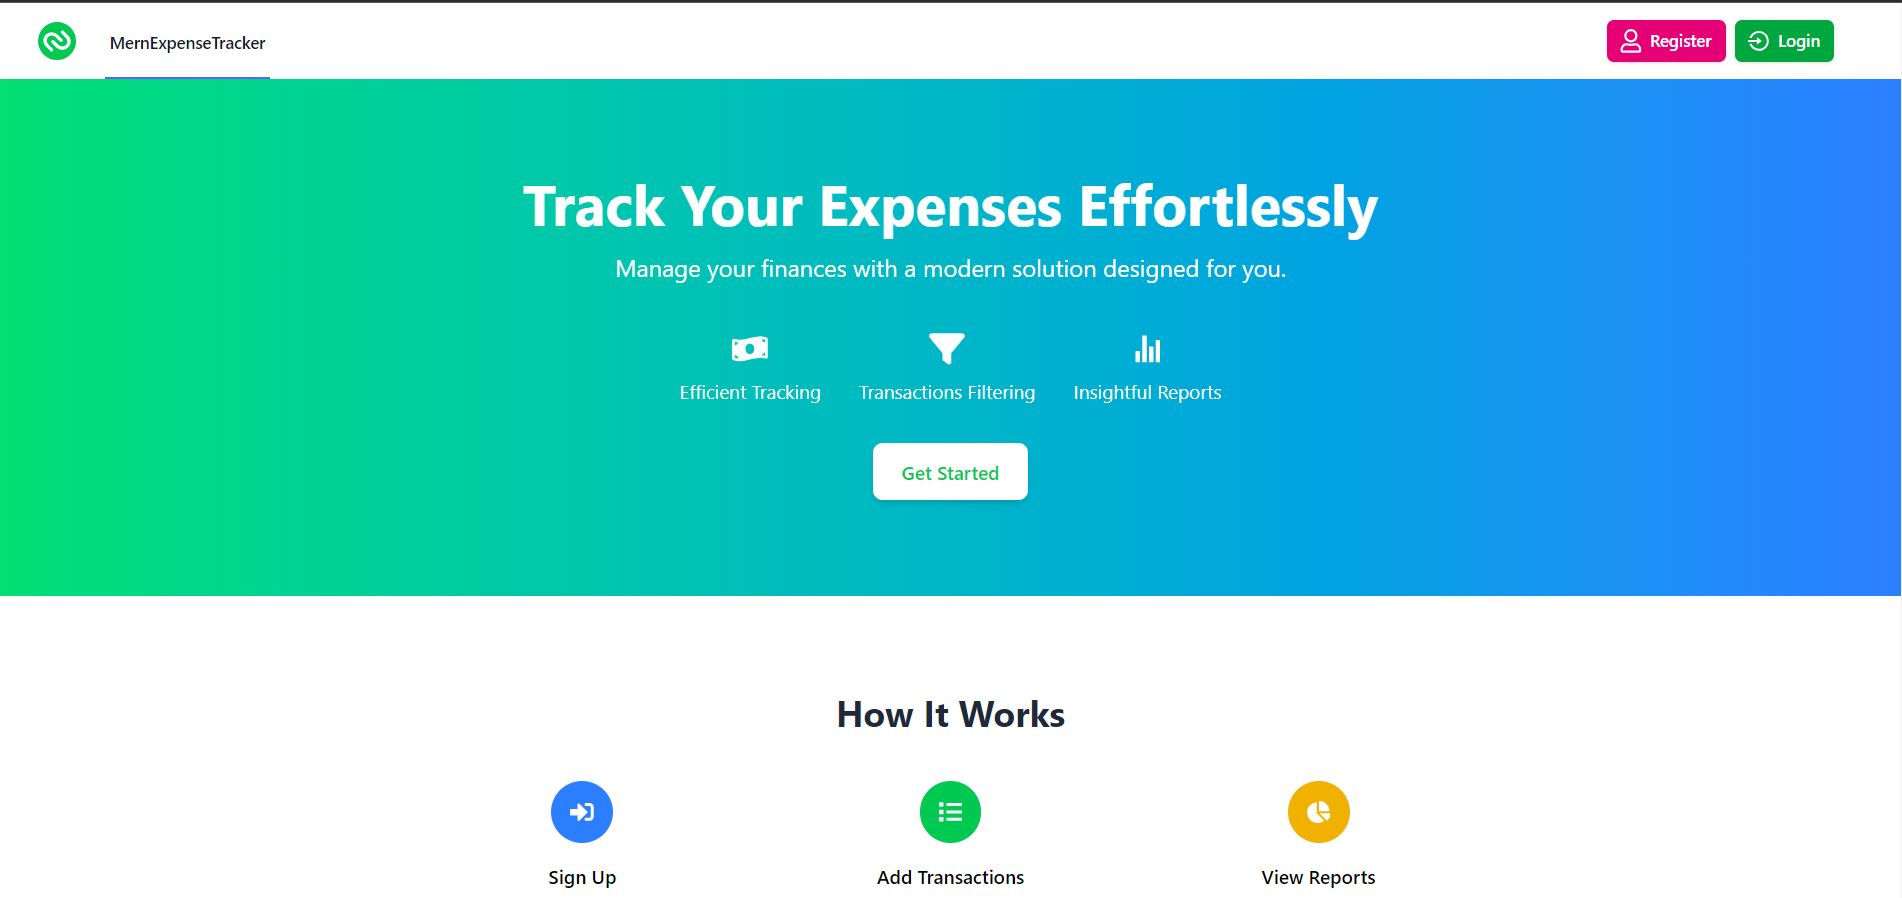 MernExpenseTracker
Register
Login
Track Your Expenses Effortlessly
Manage your finances with a modern solution designed for you.
Efficient Tracking
Transactions Filtering
Insightful Reports
Get Started
How It Works
Sign Up
Add Transactions
View Reports